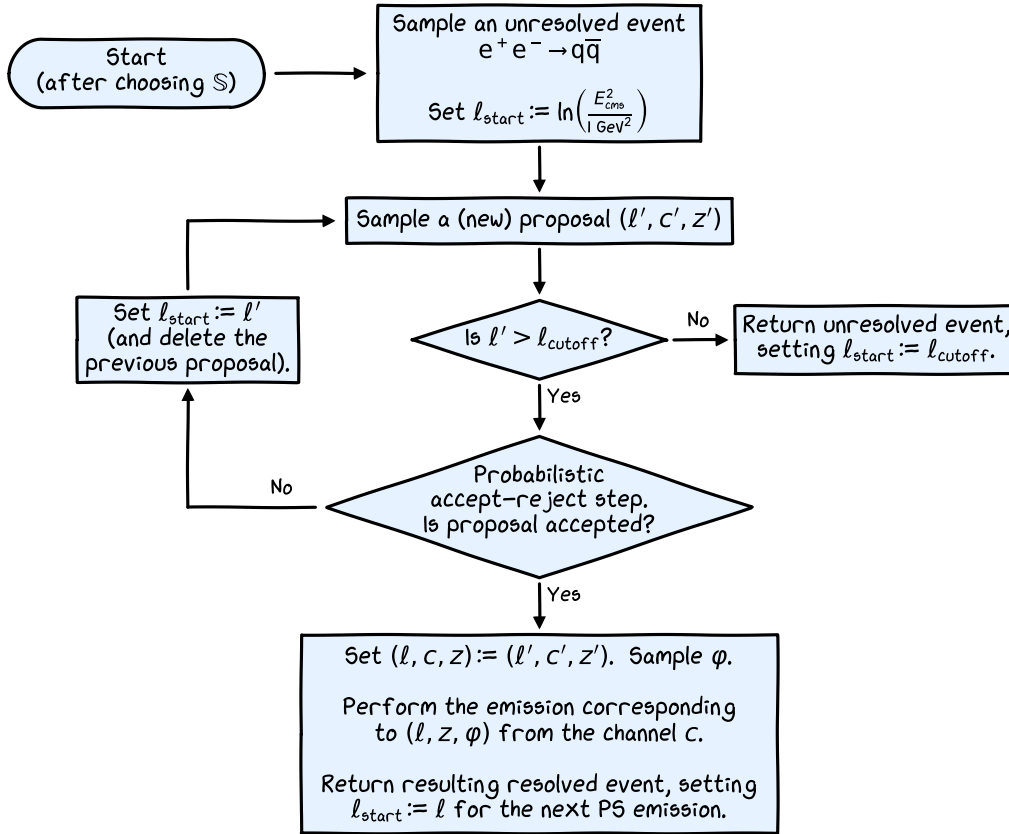 Start
(after choosing 𝕊)
Sample an unresolved event
e⁺e⁻ → qq̅
Set ℓ_start := ln(E²_cms / 1 GeV²)
Sample a (new) proposal (ℓ′, c′, z′)
Set ℓ_start := ℓ′
(and delete the
previous proposal).
Is ℓ′ > ℓ_cutoff?
No
Return unresolved event,
setting ℓ_start := ℓ_cutoff.
Yes
Probabilistic
accept-reject step.
Is proposal accepted?
No
Yes
Set (ℓ, c, z) := (ℓ′, c′, z′). Sample φ.
Perform the emission corresponding
to (ℓ, z, φ) from the channel c.
Return resulting resolved event, setting
ℓ_start := ℓ for the next PS emission.